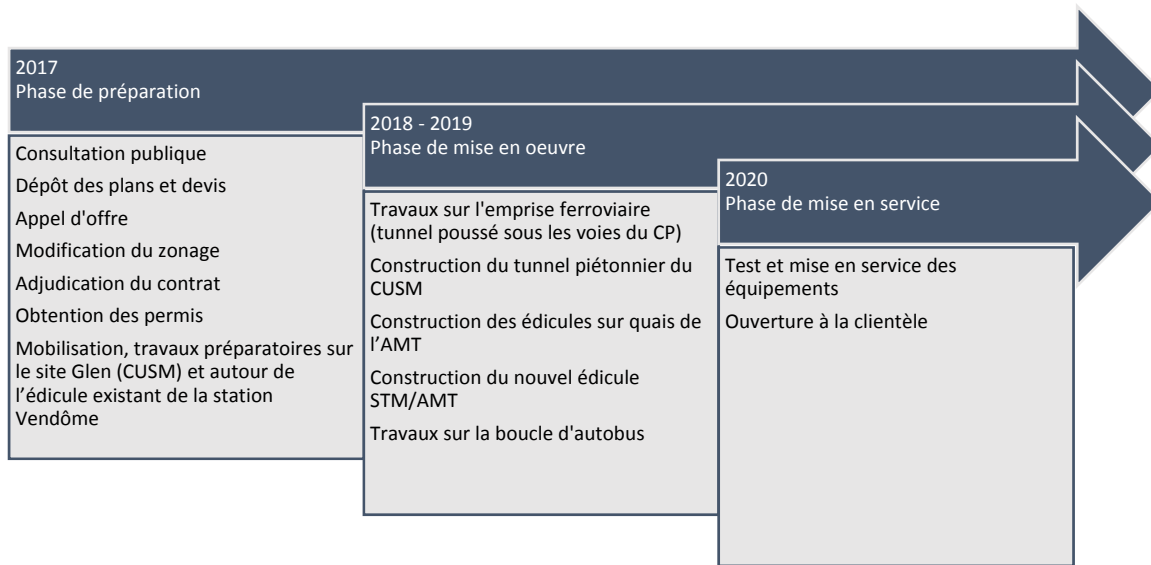 2017
Phase de préparation
Consultation publique
Dépôt des plans et devis
Appel d'offre
Modification du zonage
Adjudication du contrat
Obtention des permis
Mobilisation, travaux préparatoires sur
le site Glen (CUSM) et autour de
l’édicule existant de la station
Vendôme
2018 - 2019
Phase de mise en oeuvre
Travaux sur l'emprise ferroviaire
(tunnel poussé sous les voies du CP)
Construction du tunnel piétonnier du
CUSM
Construction des édicules sur quais de
l’AMT
Construction du nouvel édicule
STM/AMT
Travaux sur la boucle d'autobus
2020
Phase de mise en service
Test et mise en service des
équipements
Ouverture à la clientèle